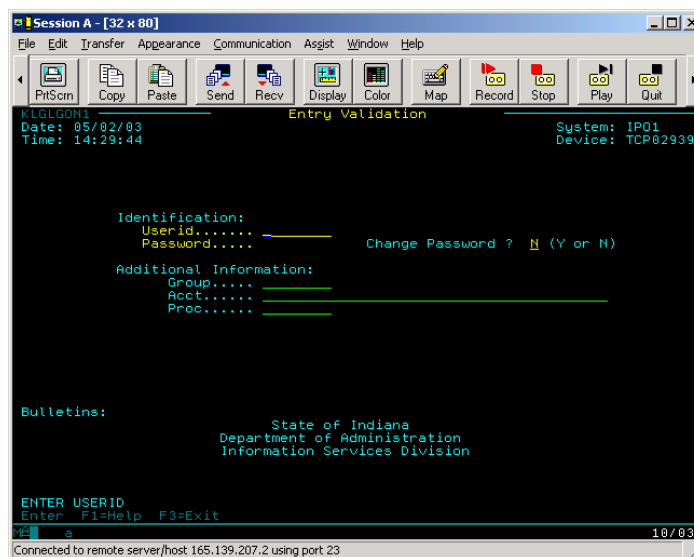 Session A - [32 x 80]
File Edit Transfer Appearance Communication Assist Window Help
PrtScrn Copy Paste Send Recv Display Color Map Record Stop Play Quit
KLGLGON1 Entry Validation
Date: 05/02/03 System: IPO1
Time: 14:29:44 Device: TCP02939
Identification:
Userid.......
Password..... Change Password ? N (Y or N)
Additional Information:
Group.....
Acct......
Proc......
Bulletins:
State of Indiana
Department of Administration
Information Services Division
ENTER USERID
Enter F1=Help F3=Exit
a 10/03
Connected to remote server/host 165.139.207.2 using port 23